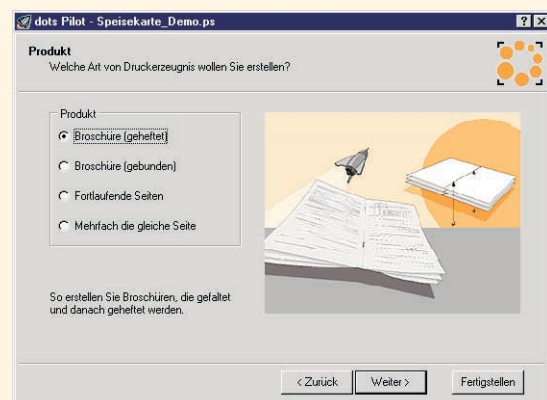 dots Pilot - Speisekarte_Demo.ps
Produkt
Welche Art von Druckerzeugnis wollen Sie erstellen?
Produkt
Broschüre (geheftet)
Broschüre (gebunden)
Fortlaufende Seiten
Mehrfach die gleiche Seite
So erstellen Sie Broschüren, die gefaltet
und danach geheftet werden.
< Zurück
Weiter >
Fertigstellen